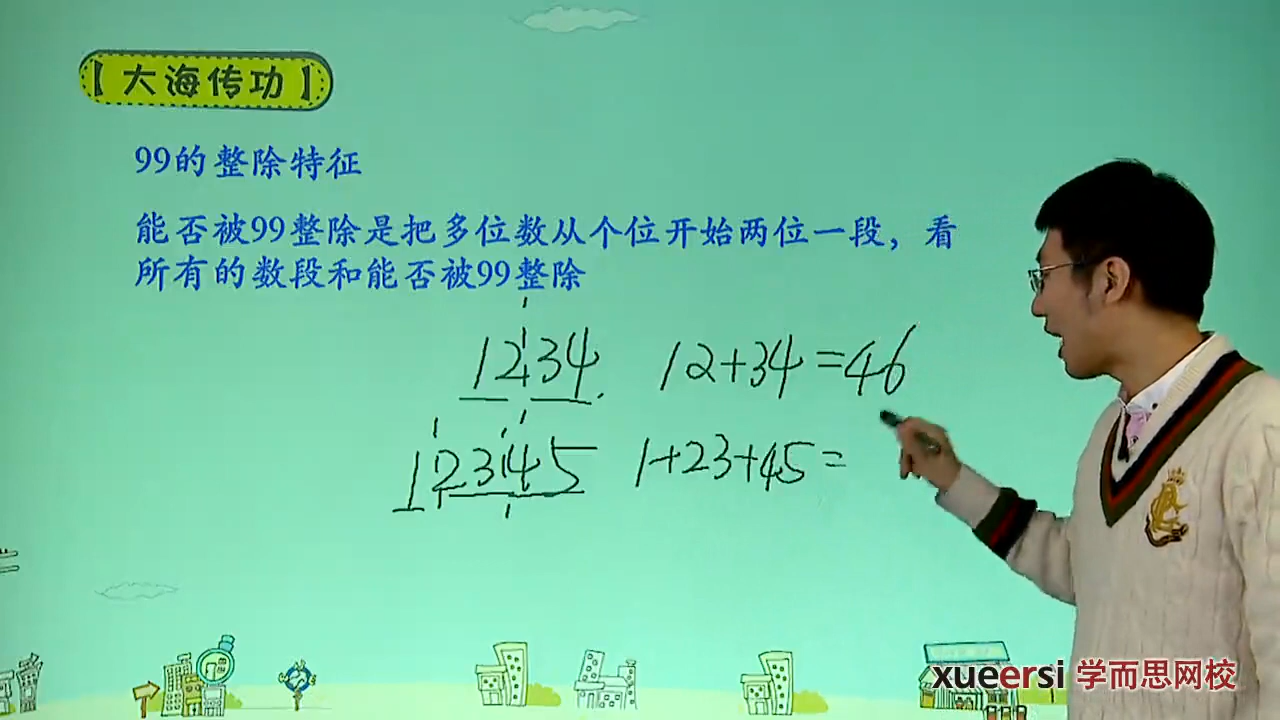 【大海传功】
99的整除特征
能否被99整除是把多位数从个位开始两位一段，看
所有的数段和能否被99整除
1234 12+34=46
12345 1+23+45=
xueersi 学而思网校